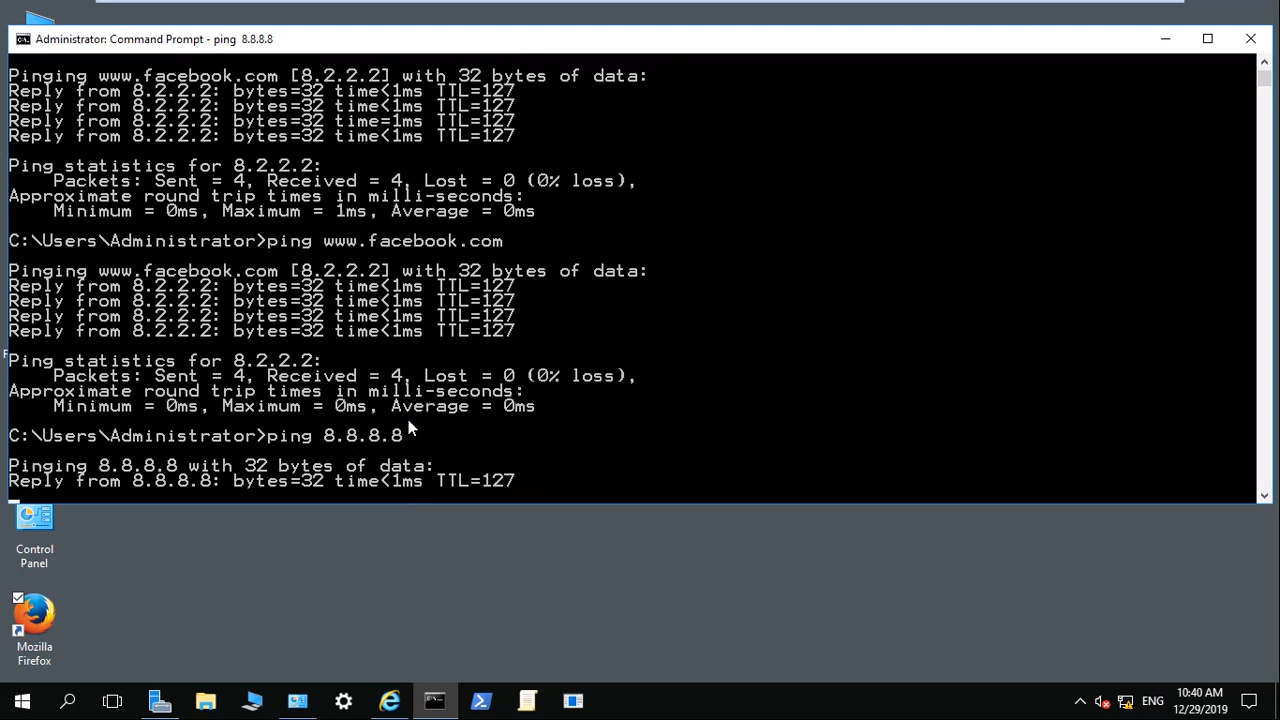 Administrator: Command Prompt - ping 8.8.8.8
Pinging www.facebook.com [8.2.2.2] with 32 bytes of data:
Reply from 8.2.2.2: bytes=32 time<1ms TTL=127
Reply from 8.2.2.2: bytes=32 time<1ms TTL=127
Reply from 8.2.2.2: bytes=32 time=1ms TTL=127
Reply from 8.2.2.2: bytes=32 time<1ms TTL=127
Ping statistics for 8.2.2.2:
Packets: Sent = 4, Received = 4, Lost = 0 (0% loss),
Approximate round trip times in milli-seconds:
Minimum = 0ms, Maximum = 1ms, Average = 0ms
C:\Users\Administrator>ping www.facebook.com
Pinging www.facebook.com [8.2.2.2] with 32 bytes of data:
Reply from 8.2.2.2: bytes=32 time<1ms TTL=127
Reply from 8.2.2.2: bytes=32 time<1ms TTL=127
Reply from 8.2.2.2: bytes=32 time<1ms TTL=127
Reply from 8.2.2.2: bytes=32 time<1ms TTL=127
Ping statistics for 8.2.2.2:
Packets: Sent = 4, Received = 4, Lost = 0 (0% loss),
Approximate round trip times in milli-seconds:
Minimum = 0ms, Maximum = 0ms, Average = 0ms
C:\Users\Administrator>ping 8.8.8.8
Pinging 8.8.8.8 with 32 bytes of data:
Reply from 8.8.8.8: bytes=32 time<1ms TTL=127
Control
Panel
Mozilla
Firefox
ENG
10:40 AM
12/29/2019